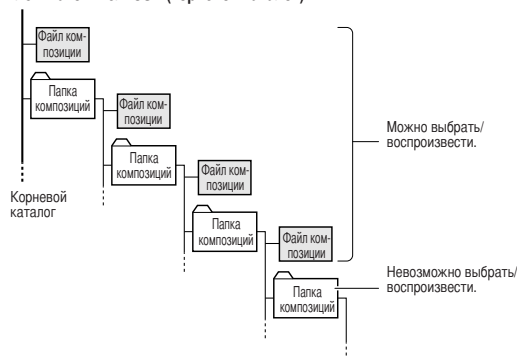 Файл ком-
позиции
Папка
композиций
Файл ком-
позиции
Папка
композиций
Файл ком-
позиции
Папка
композиций
Файл ком-
позиции
Папка
композиций
Корневой
каталог
Можно выбрать/
воспроизвести.
Невозможно выбрать/
воспроизвести.